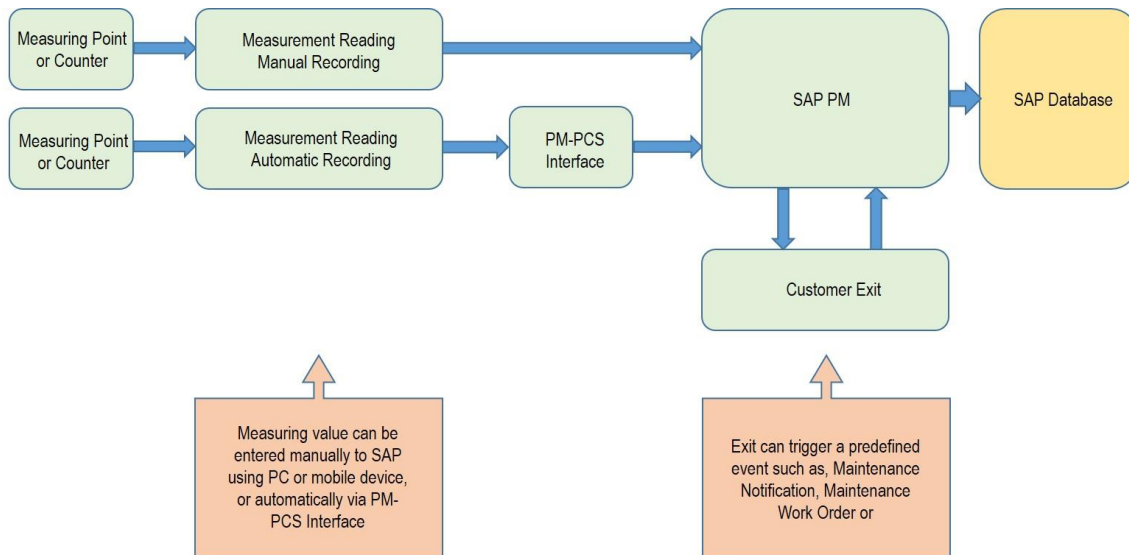 Measuring Point
or Counter
Measurement Reading
Manual Recording
SAP PM
SAP Database
Measuring Point
or Counter
Measurement Reading
Automatic Recording
PM-PCS
Interface
Customer Exit
Measuring value can be
entered manually to SAP
using PC or mobile device,
or automatically via PM-
PCS Interface
Exit can trigger a predefined
event such as, Maintenance
Notification, Maintenance
Work Order or